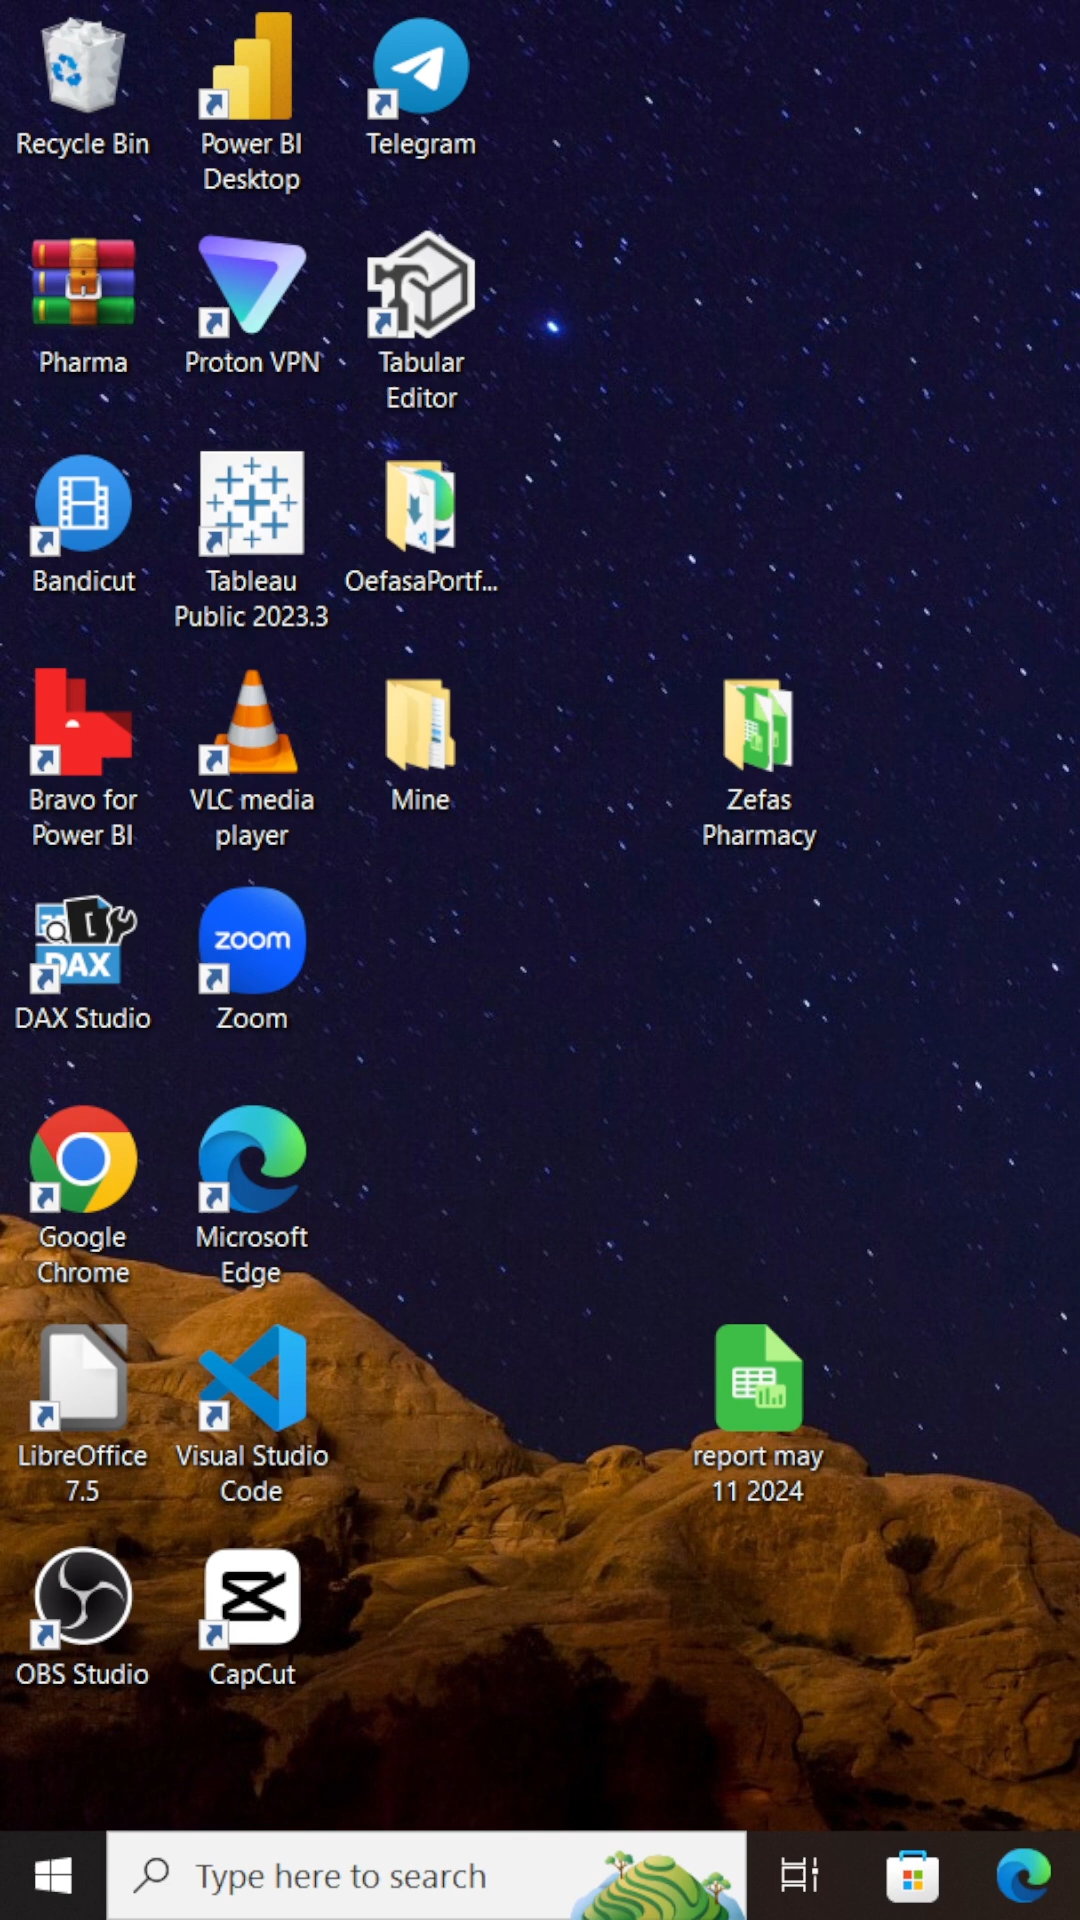 Recycle Bin
Power BI
Desktop
Telegram
Pharma
Proton VPN
Tabular
Editor
Bandicut
Tableau
Public 2023.3
OefasaPortf...
Bravo for
Power BI
VLC media
player
Mine
Zefas
Pharmacy
DAX
DAX Studio
zoom
Zoom
Google
Chrome
Microsoft
Edge
LibreOffice
7.5
Visual Studio
Code
report may
11 2024
OBS Studio
CapCut
Type here to search